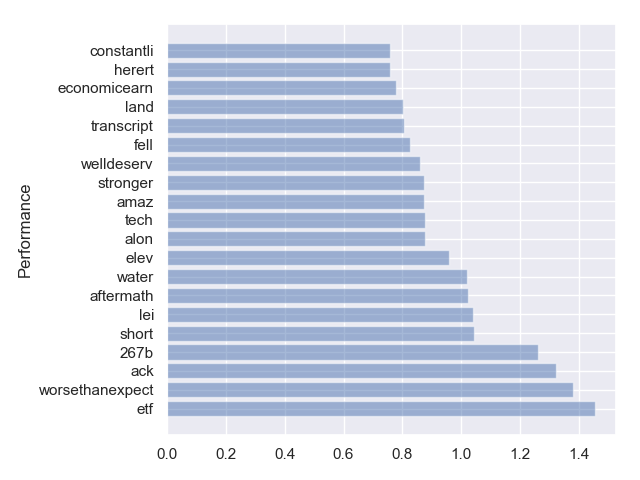 constantli
herert
economicearn
land
transcript
fell
welldeserv
stronger
amaz
tech
alon
elev
water
aftermath
lei
short
267b
ack
worsethanexpect
etf
Performance
0.0 0.2 0.4 0.6 0.8 1.0 1.2 1.4